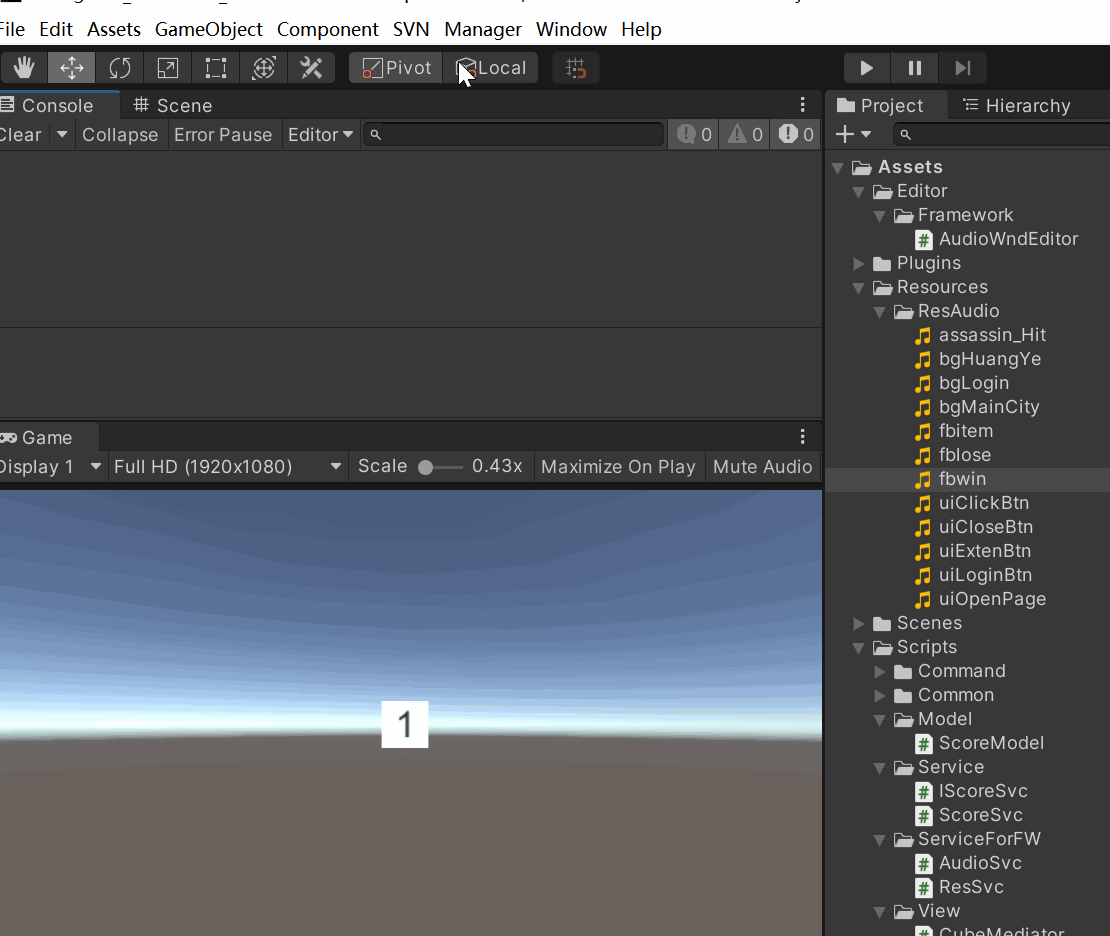 File Edit Assets GameObject Component SVN Manager Window Help
Pivot Local
Console Scene
Clear Collapse Error Pause Editor 0 0 0
Game
Display 1 Full HD (1920x1080) Scale 0.43x Maximize On Play Mute Audio
1
Project Hierarchy
Assets
Editor
Framework
AudioWndEditor
Plugins
Resources
ResAudio
assassin_Hit
bgHuangYe
bgLogin
bgMainCity
fbitem
fblose
fbwin
uiClickBtn
uiCloseBtn
uiExtenBtn
uiLoginBtn
uiOpenPage
Scenes
Scripts
Command
Common
Model
ScoreModel
Service
IScoreSvc
ScoreSvc
ServiceForFW
AudioSvc
ResSvc
View
CubeMediator